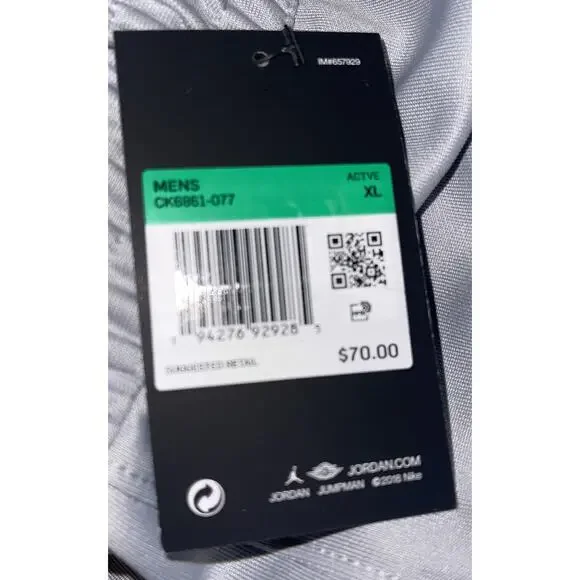 IM#657929
MENS
CK6861-077
ACTVE
XL
94276 92928
SUGGESTED RETAIL
$70.00
JORDAN.COM
JORDAN JUMPMAN ©2018 Nike